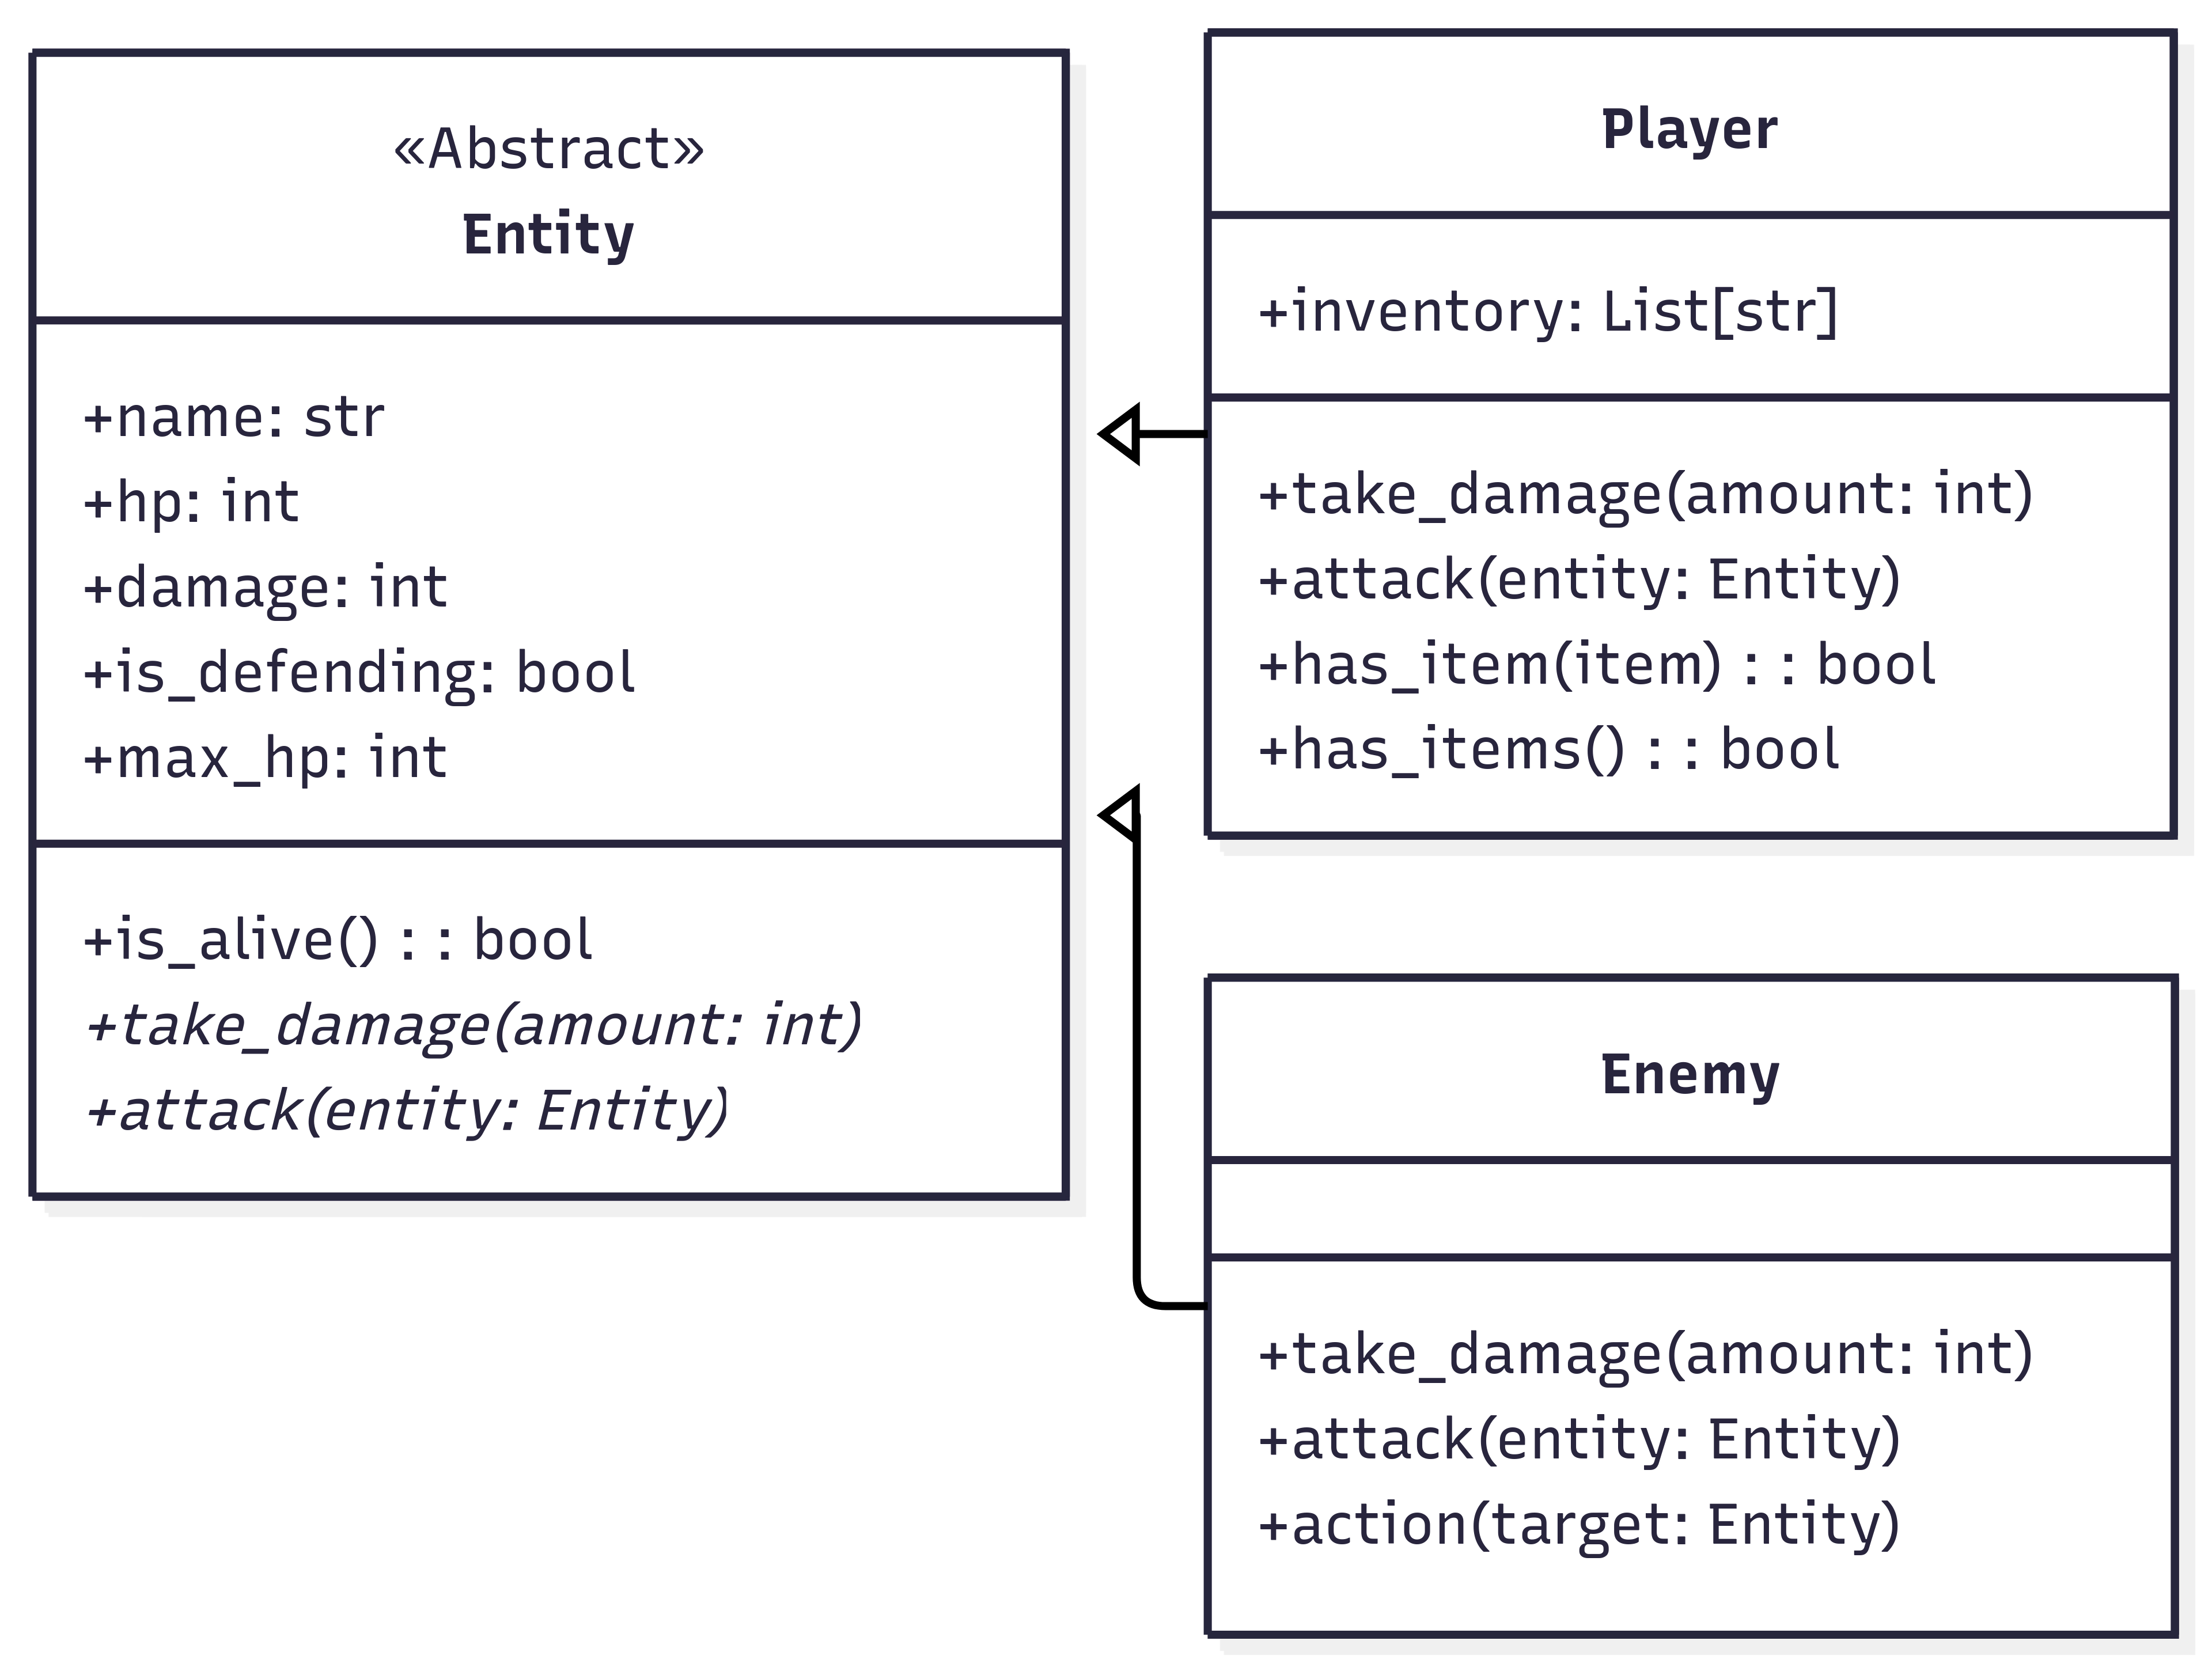 «Abstract»
Entity
+name: str
+hp: int
+damage: int
+is_defending: bool
+max_hp: int
+is_alive() : : bool
+take_damage(amount: int)
+attack(entity: Entity)
Player
+inventory: List[str]
+take_damage(amount: int)
+attack(entity: Entity)
+has_item(item) : : bool
+has_items() : : bool
Enemy
+take_damage(amount: int)
+attack(entity: Entity)
+action(target: Entity)